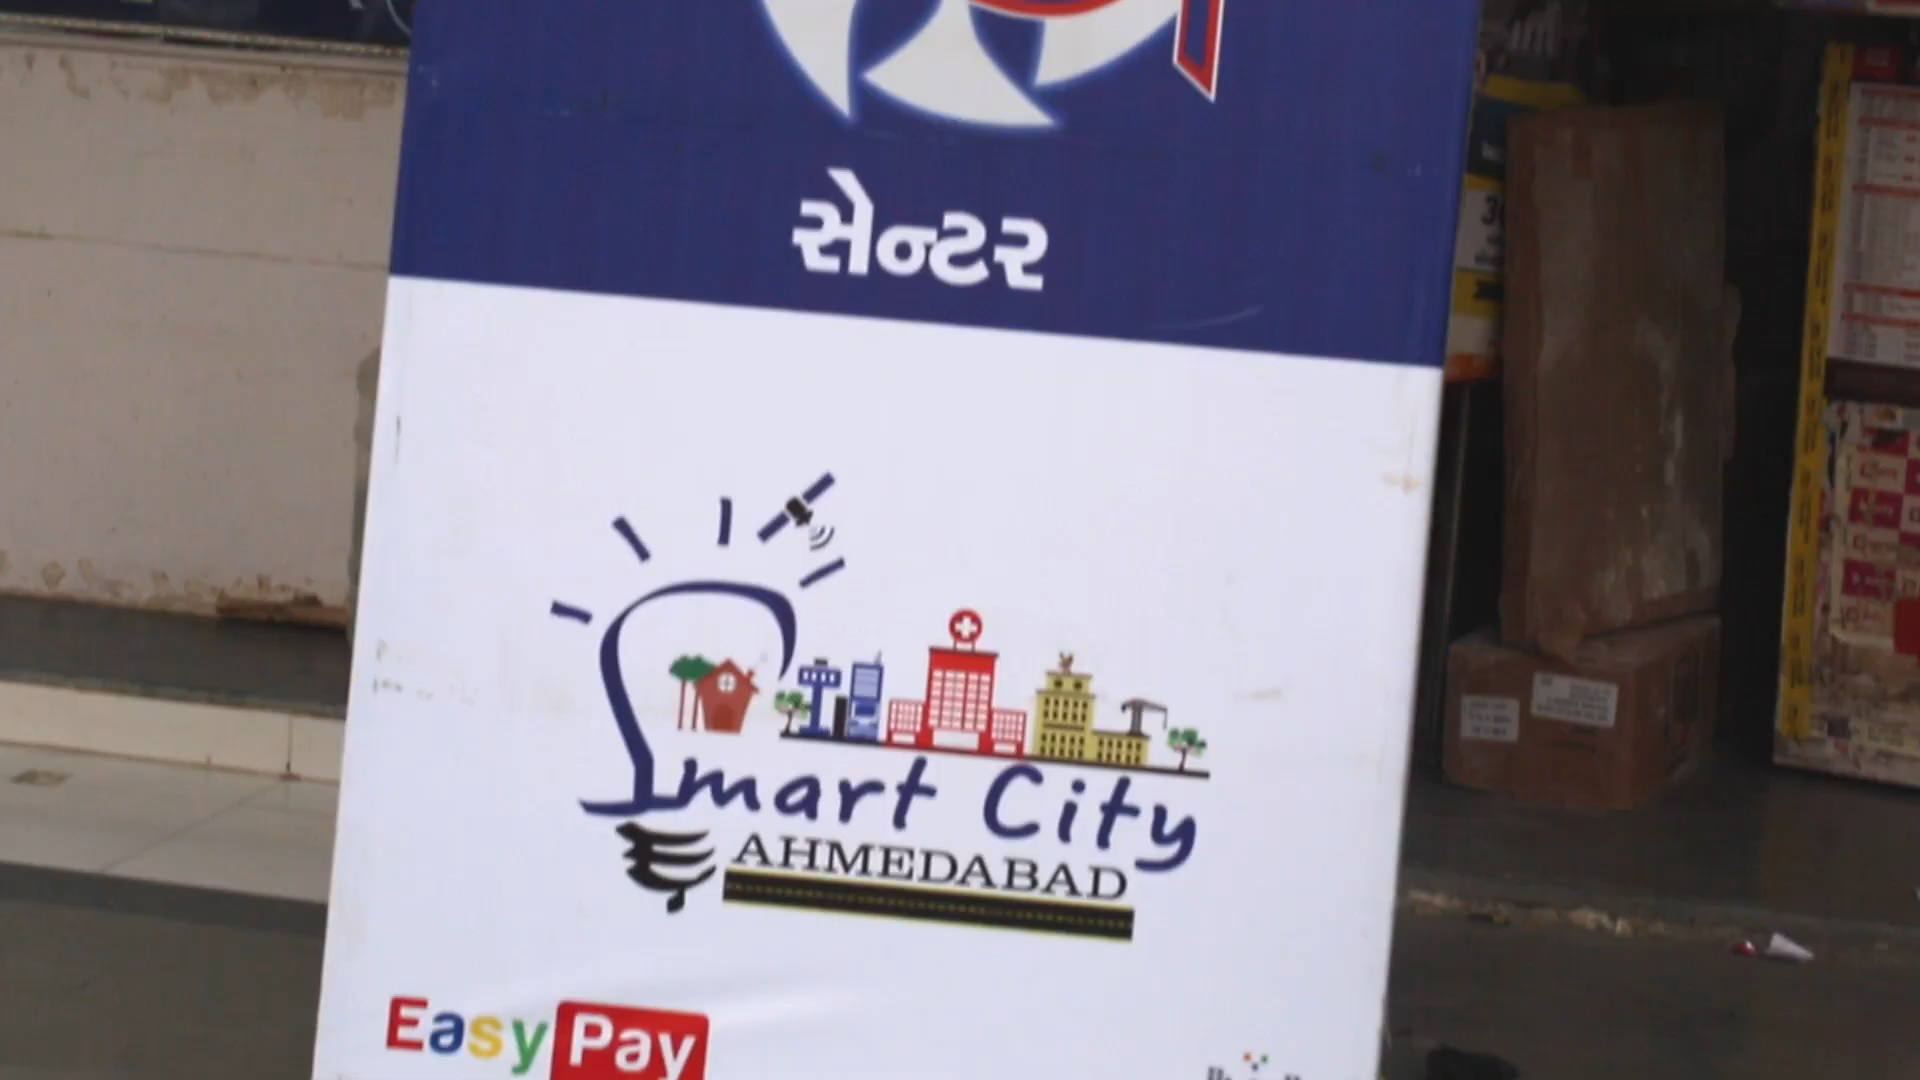 સેન્ટર
Smart City
AHMEDABAD
EasyPay